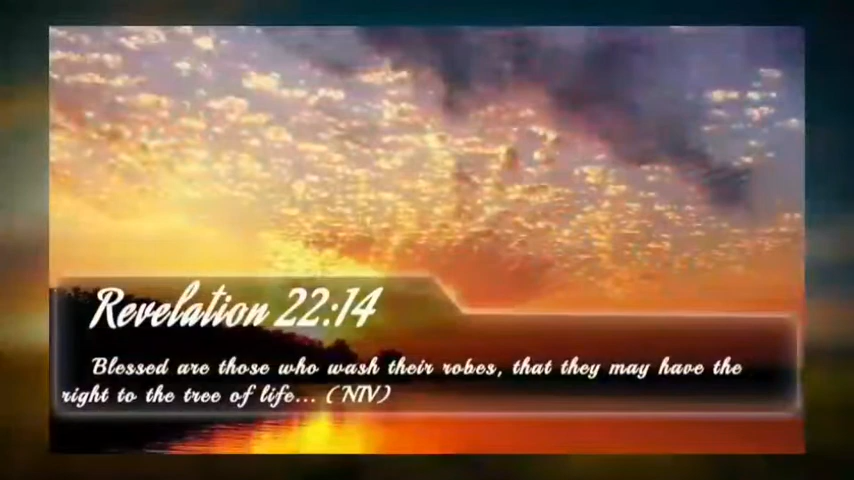 Revelation 22:14
Blessed are those who wash their robes, that they may have the
right to the tree of life... (NIV)